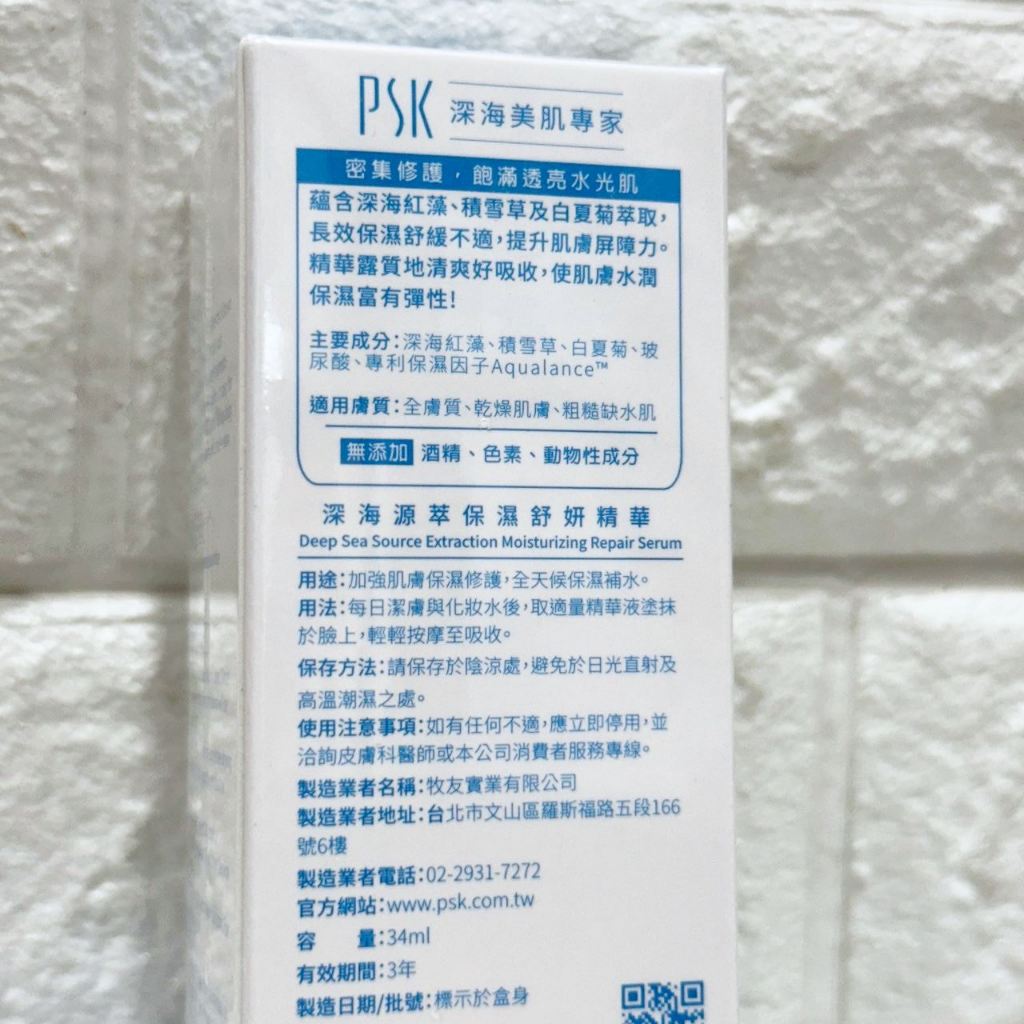 PSK 深海美肌專家
密集修護，飽滿透亮水光肌
蘊含深海紅藻、積雪草及白夏菊萃取，
長效保濕舒緩不適，提升肌膚屏障力。
精華露質地清爽好吸收，使肌膚水潤
保濕富有彈性！
主要成分：深海紅藻、積雪草、白夏菊、玻
尿酸、專利保濕因子Aqualance™
適用膚質：全膚質、乾燥肌膚、粗糙缺水肌
無添加 酒精、色素、動物性成分
深海源萃保濕舒妍精華
Deep Sea Source Extraction Moisturizing Repair Serum
用途：加強肌膚保濕修護，全天候保濕補水。
用法：每日潔膚與化妝水後，取適量精華液塗抹
於臉上，輕輕按摩至吸收。
保存方法：請保存於陰涼處，避免於日光直射及
高溫潮濕之處。
使用注意事項：如有任何不適，應立即停用，並
洽詢皮膚科醫師或本公司消費者服務專線。
製造業者名稱：牧友實業有限公司
製造業者地址：台北市文山區羅斯福路五段166
號6樓
製造業者電話：02-2931-7272
官方網站：www.psk.com.tw
容　　量：34ml
有效期間：3年
製造日期/批號：標示於盒身